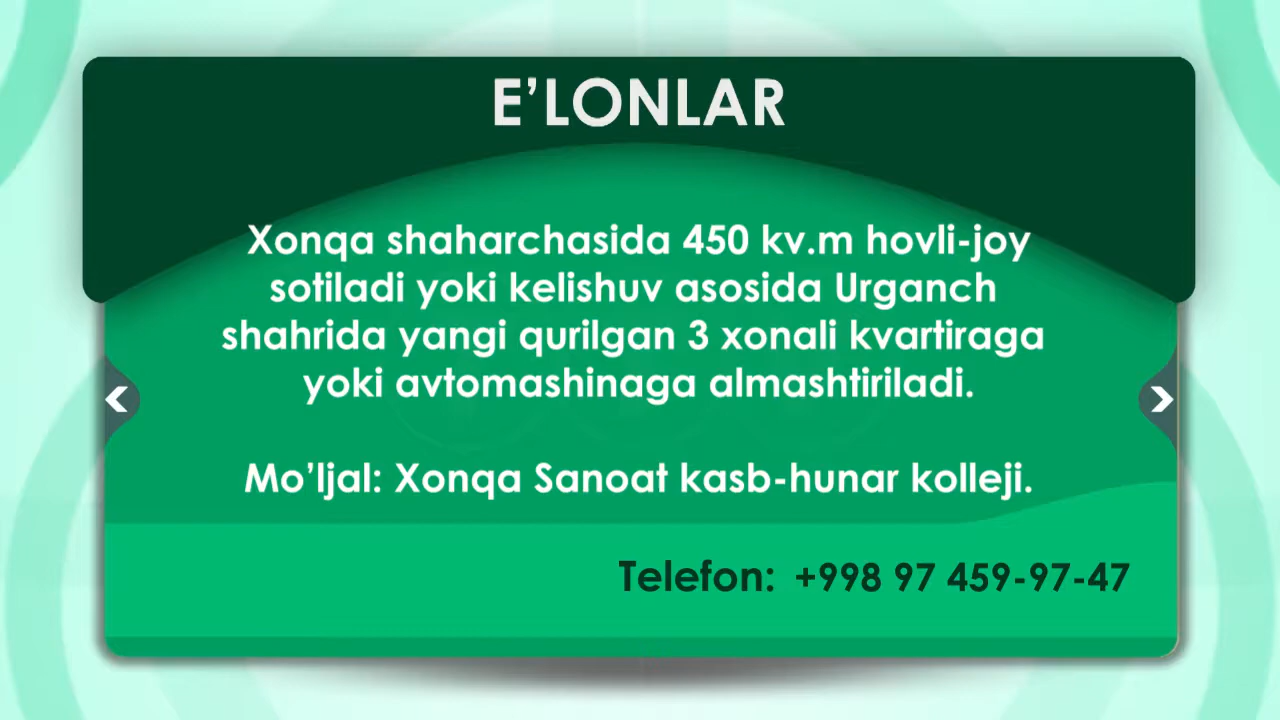 E’LONLAR
Xonqa shaharchasida 450 kv.m hovli-joy
sotiladi yoki kelishuv asosida Urganch
shahrida yangi qurilgan 3 xonali kvartiraga
yoki avtomashinaga almashtiriladi.
Mo’ljal: Xonqa Sanoat kasb-hunar kolleji.
Telefon: +998 97 459-97-47